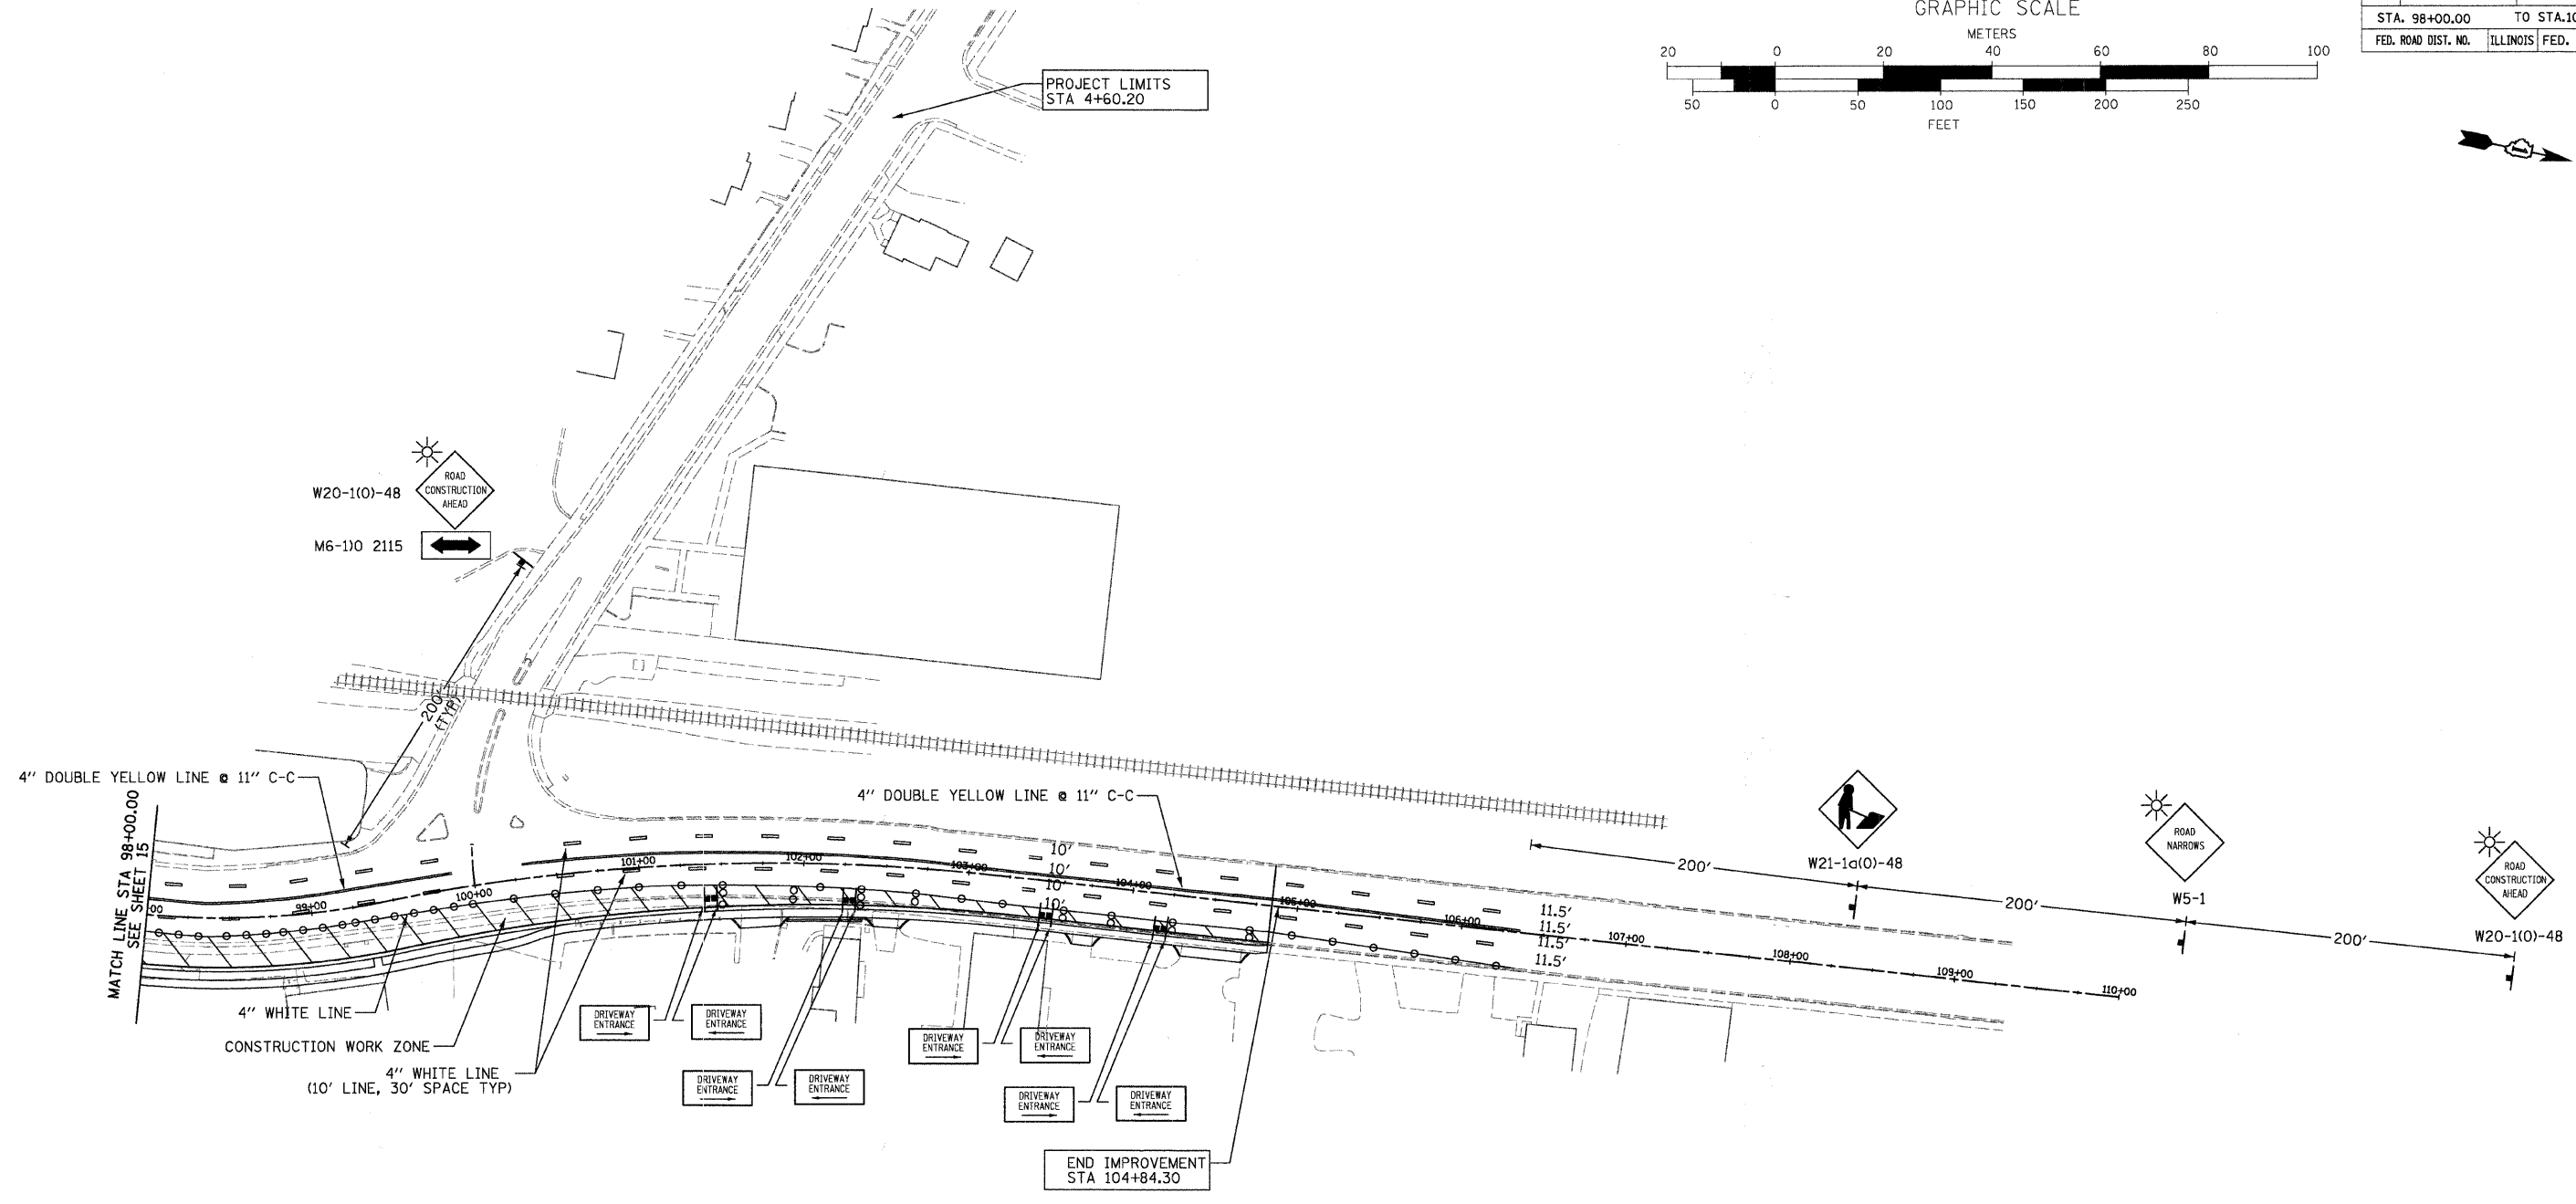 GRAPHIC SCALE
METERS
20 0 20 40 60 80 100
50 0 50 100 150 200 250
FEET
STA. 98+00.00 TO STA.10
FED. ROAD DIST. NO. ILLINOIS FED.
PROJECT LIMITS
STA 4+60.20
W20-1(O)-48
ROAD
CONSTRUCTION
AHEAD
M6-1)O 2115
200'
(TYP)
4" DOUBLE YELLOW LINE @ 11" C-C
MATCH LINE STA 98+00.00
SEE SHEET 15
4" DOUBLE YELLOW LINE @ 11" C-C
00
99+00
100+00
101+00
102+00
103+00
104+00
105+00
106+00
107+00
108+00
109+00
110+00
10'
10'
10'
10'
11.5'
11.5'
11.5'
11.5'
200'
W21-1a(O)-48
200'
ROAD
NARROWS
W5-1
200'
ROAD
CONSTRUCTION
AHEAD
W20-1(O)-48
4" WHITE LINE
CONSTRUCTION WORK ZONE
4" WHITE LINE
(10' LINE, 30' SPACE TYP)
DRIVEWAY
ENTRANCE
DRIVEWAY
ENTRANCE
DRIVEWAY
ENTRANCE
DRIVEWAY
ENTRANCE
DRIVEWAY
ENTRANCE
DRIVEWAY
ENTRANCE
DRIVEWAY
ENTRANCE
DRIVEWAY
ENTRANCE
END IMPROVEMENT
STA 104+84.30